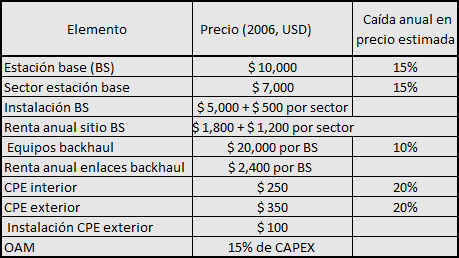 Elemento Precio (2006, USD) Caída anual en
precio estimada
Estación base (BS) $ 10,000 15%
Sector estación base $ 7,000 15%
Instalación BS $ 5,000 + $ 500 por sector
Renta anual sitio BS $ 1,800 + $ 1,200 por sector
Equipos backhaul $ 20,000 por BS 10%
Renta anual enlaces backhaul $ 2,400 por BS
CPE interior $ 250 20%
CPE exterior $ 350 20%
Instalación CPE exterior $ 100
OAM 15% de CAPEX